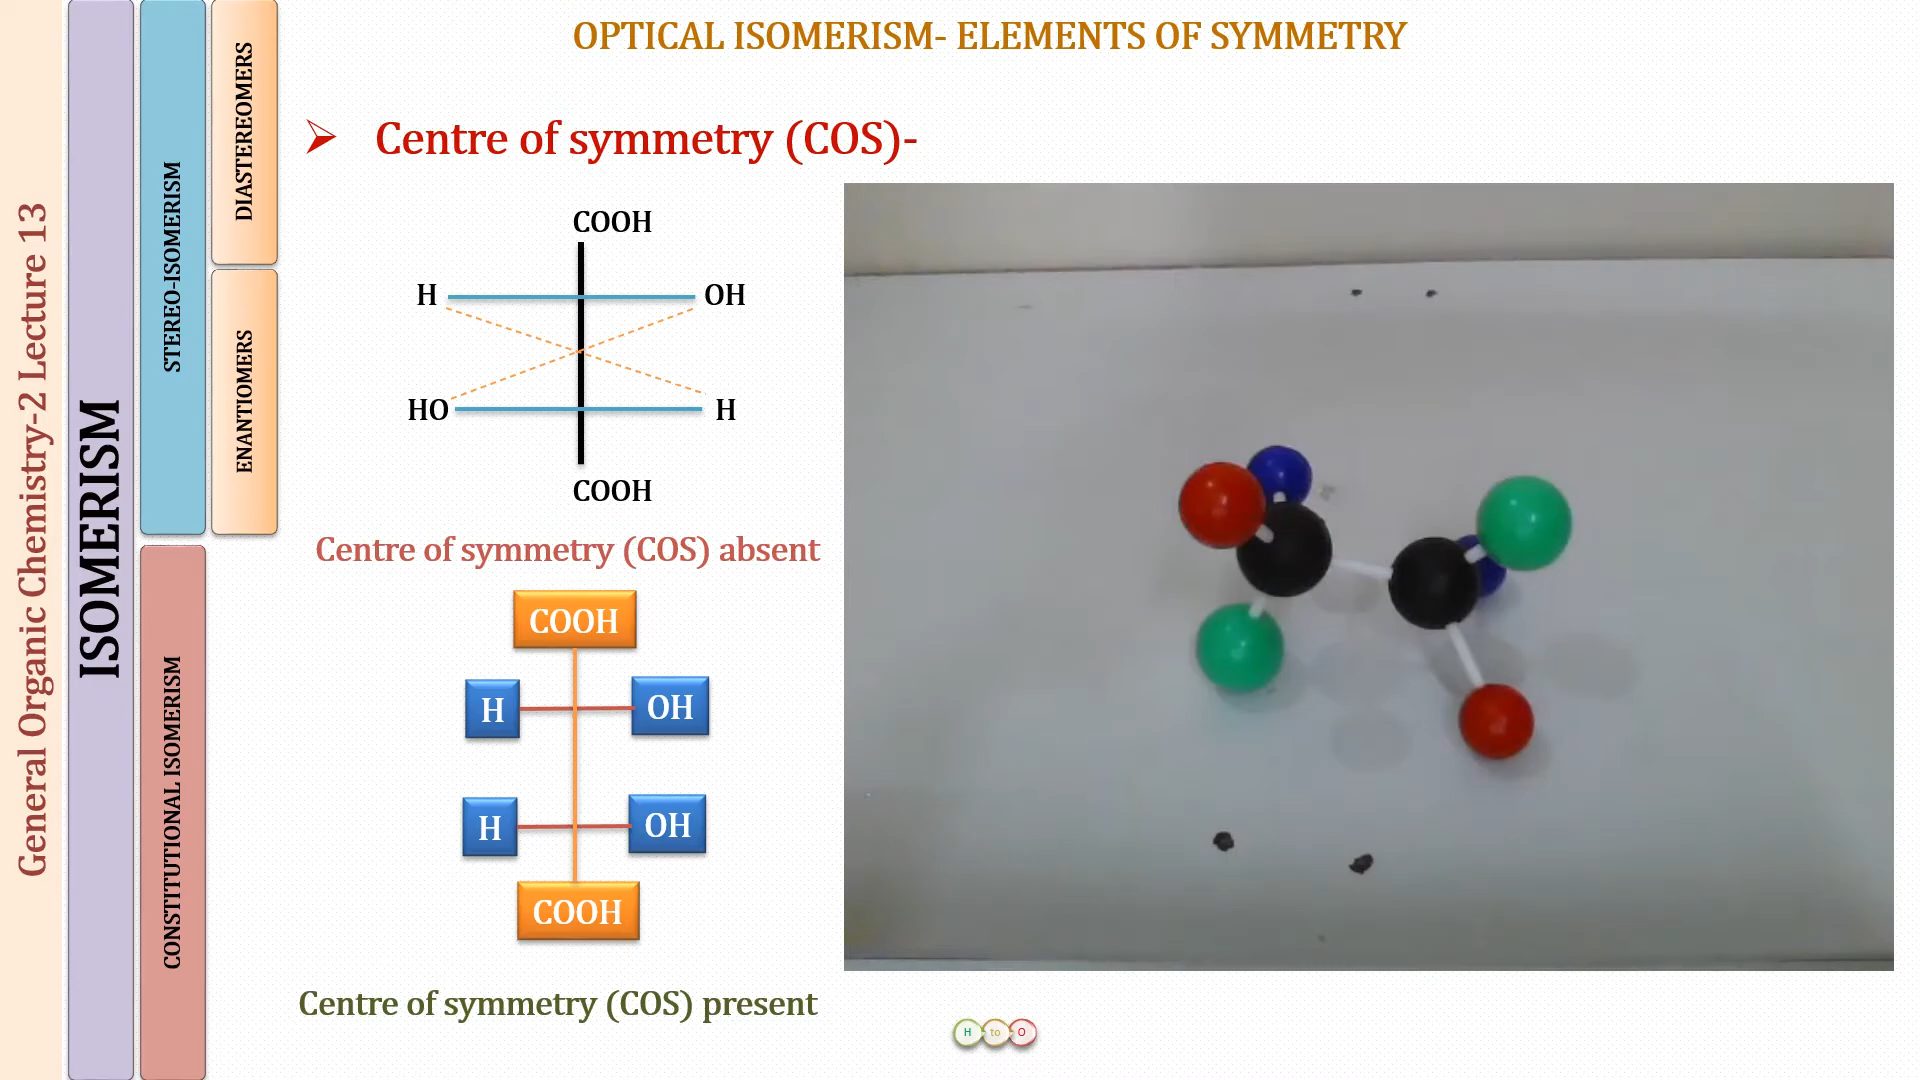 OPTICAL ISOMERISM- ELEMENTS OF SYMMETRY
General Organic Chemistry-2 Lecture 13
ISOMERISM
STEREO-ISOMERISM
CONSTITUTIONAL ISOMERISM
DIASTEREOMERS
ENANTIOMERS
Centre of symmetry (COS)-
COOH
H OH
HO H
COOH
Centre of symmetry (COS) absent
COOH
H OH
H OH
COOH
Centre of symmetry (COS) present
H to O